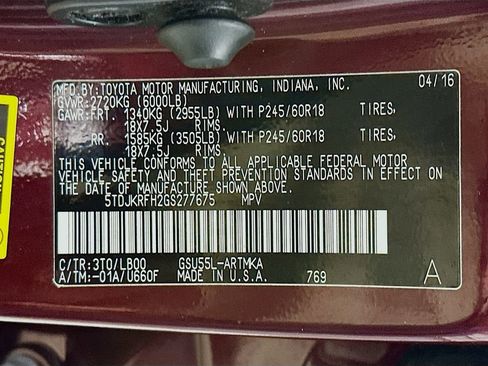 MFD.BY: TOYOTA MOTOR MANUFACTURING, INDIANA, INC. 04/16
GVWR: 2720KG (6000LB)
GAWR: FRT. 1340KG (2955LB) WITH P245/60R18 TIRES,
18X7.5J RIMS.
RR. 1585KG (3505LB) WITH P245/60R18 TIRES,
18X7.5J RIMS.
THIS VEHICLE CONFORMS TO ALL APPLICABLE FEDERAL MOTOR
VEHICLE SAFETY AND THEFT PREVENTION STANDARDS IN EFFECT
ON THE DATE OF MANUFACTURE SHOWN ABOVE.
5TDJKRFH2GS277675 MPV
C/TR: 3T0/LB00 GSU55L-ARTMKA
A/TM: -01A/U660F MADE IN U.S.A. 769 A